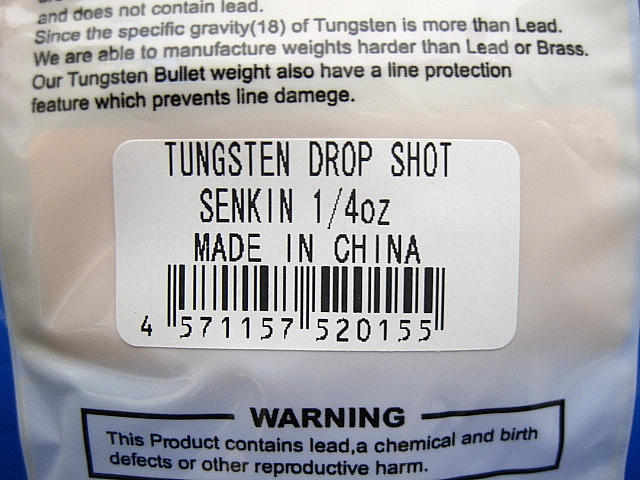 and does not contain lead.
Since the specific gravity(18) of Tungsten is more than Lead.
We are able to manufacture weights harder than Lead or Brass.
Our Tungsten Bullet weight also have a line protection
feature which prevents line damege.
TUNGSTEN DROP SHOT
SENKIN 1/4oz
MADE IN CHINA
4 571157 520155
WARNING
This Product contains lead,a chemical and birth
defects or other reproductive harm.